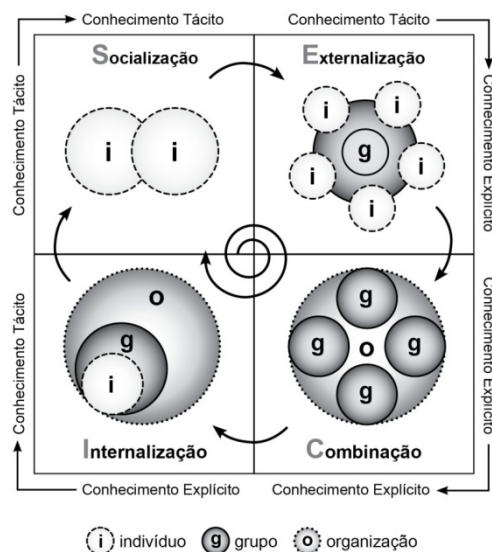 Conhecimento Tácito Conhecimento Tácito
Conhecimento Tácito
Socialização
Externalização
Conhecimento Explícito
i i
i i i i i
g
o
g
i
g
g o g
g
Conhecimento Explícito
Internalização
Combinação
Conhecimento Explícito
Conhecimento Explícito Conhecimento Explícito
i indivíduo g grupo o organização